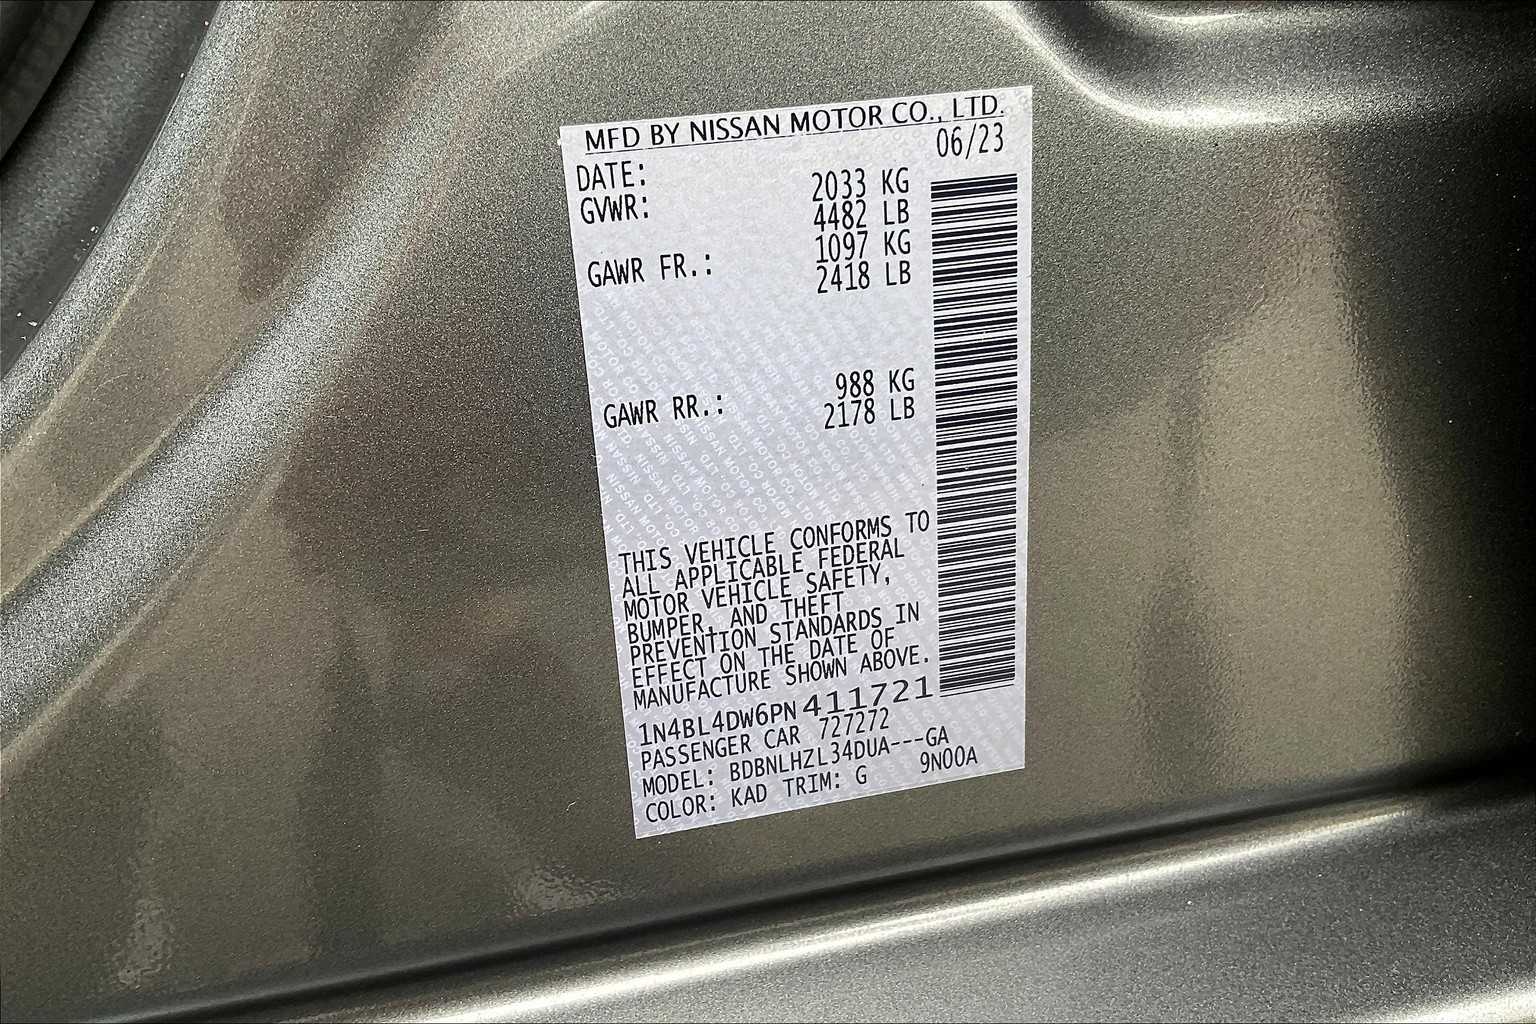 MFD BY NISSAN MOTOR CO., LTD.
DATE: 06/23
GVWR: 2033 KG
4482 LB
GAWR FR.: 1097 KG
2418 LB
GAWR RR.: 988 KG
2178 LB
THIS VEHICLE CONFORMS TO
ALL APPLICABLE FEDERAL
MOTOR VEHICLE SAFETY,
BUMPER, AND THEFT
PREVENTION STANDARDS IN
EFFECT ON THE DATE OF
MANUFACTURE SHOWN ABOVE.
1N4BL4DW6PN411721
PASSENGER CAR 727272
MODEL: BDBNLHZL34DUA---GA
COLOR: KAD TRIM: G 9N00A